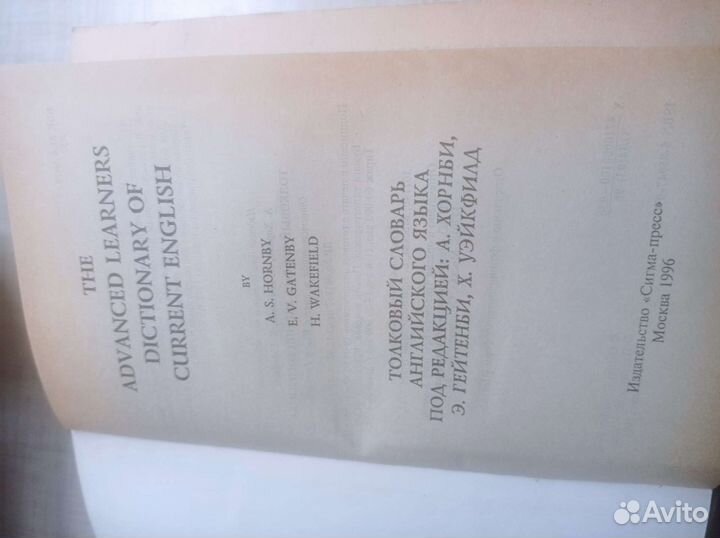 THE
ADVANCED LEARNERS
DICTIONARY OF
CURRENT ENGLISH
BY
A. S. HORNBY
E. V. GATENBY
H. WAKEFIELD
ТОЛКОВЫЙ СЛОВАРЬ
АНГЛИЙСКОГО ЯЗЫКА
ПОД РЕДАКЦИЕЙ: А. ХОРНБИ,
Э. ГЕЙТЕНБИ, Х. УЭЙКФИЛД
Издательство «Сигма-пресс»
Москва 1996
Avito